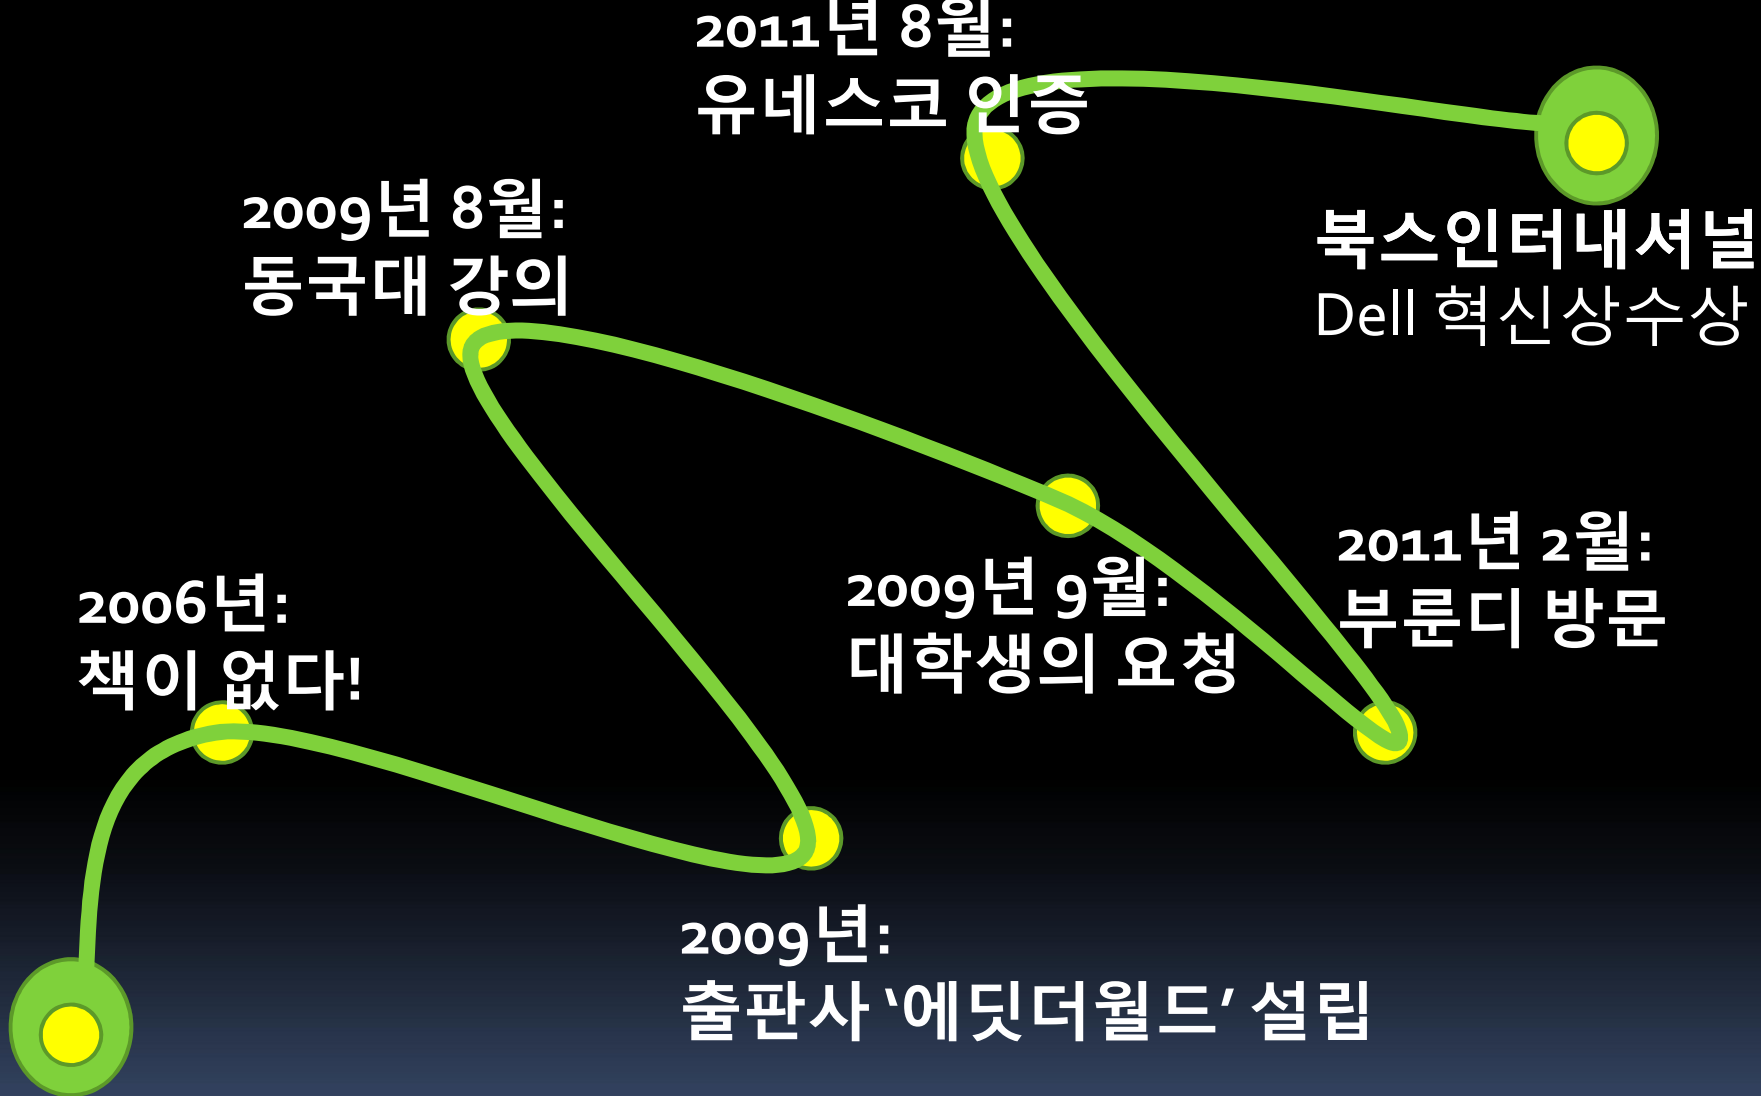 2011년 8월:
유네스코 인증
2009년 8월:
동국대 강의
북스인터내셔널
Dell 혁신상수상
2011년 2월:
부룬디 방문
2009년 9월:
대학생의 요청
2006년:
책이 없다!
2009년:
출판사 ‘에딧더월드’ 설립